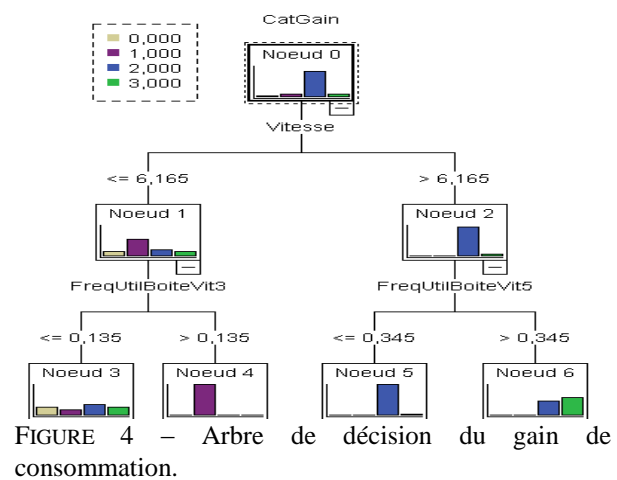 CatGain
0,000
1,000
2,000
3,000
Noeud 0
Vitesse
<= 6,165 > 6,165
Noeud 1 Noeud 2
FreqUtilBoiteVit3 FreqUtilBoiteVit5
<= 0,135 > 0,135 <= 0,345 > 0,345
Noeud 3 Noeud 4 Noeud 5 Noeud 6
FIGURE 4 – Arbre de décision du gain de
consommation.